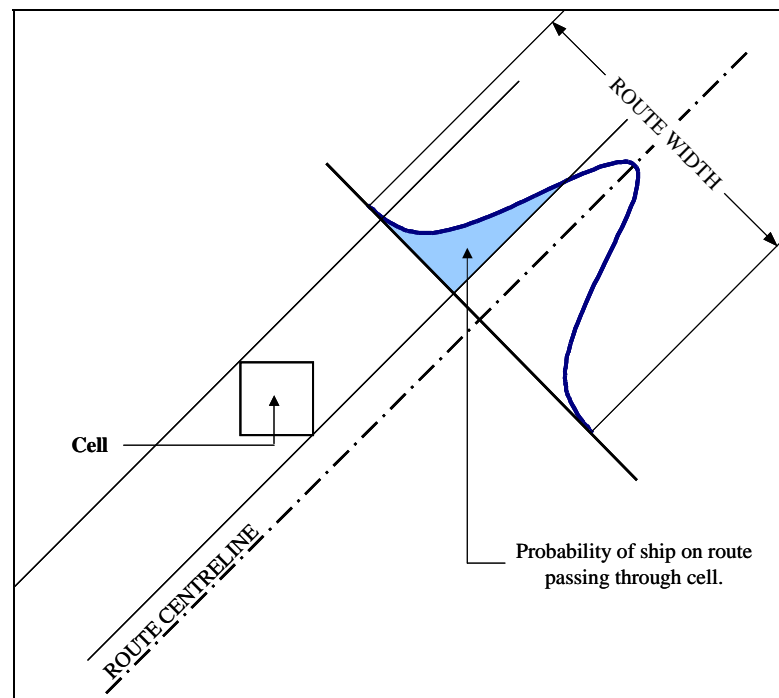 ROUTE WIDTH
Cell
ROUTE CENTRELINE
Probability of ship on route
passing through cell.